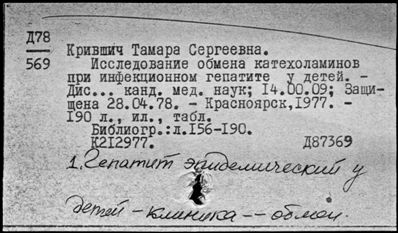 Д78
569
Крившич Тамара Сергеевна.
Исследование обмена катехоламинов
при инфекционном гепатите у детей. -
Дис... канд. мед. наук; 14.00.09; Защи-
щена 28.04.78. - Красноярск,1977. -
190 л., ил., табл.
Библиогр.:л.156-190.
К212977. Д87369
1. Гепатит эпидемический у
детей - клиника -- обмен.